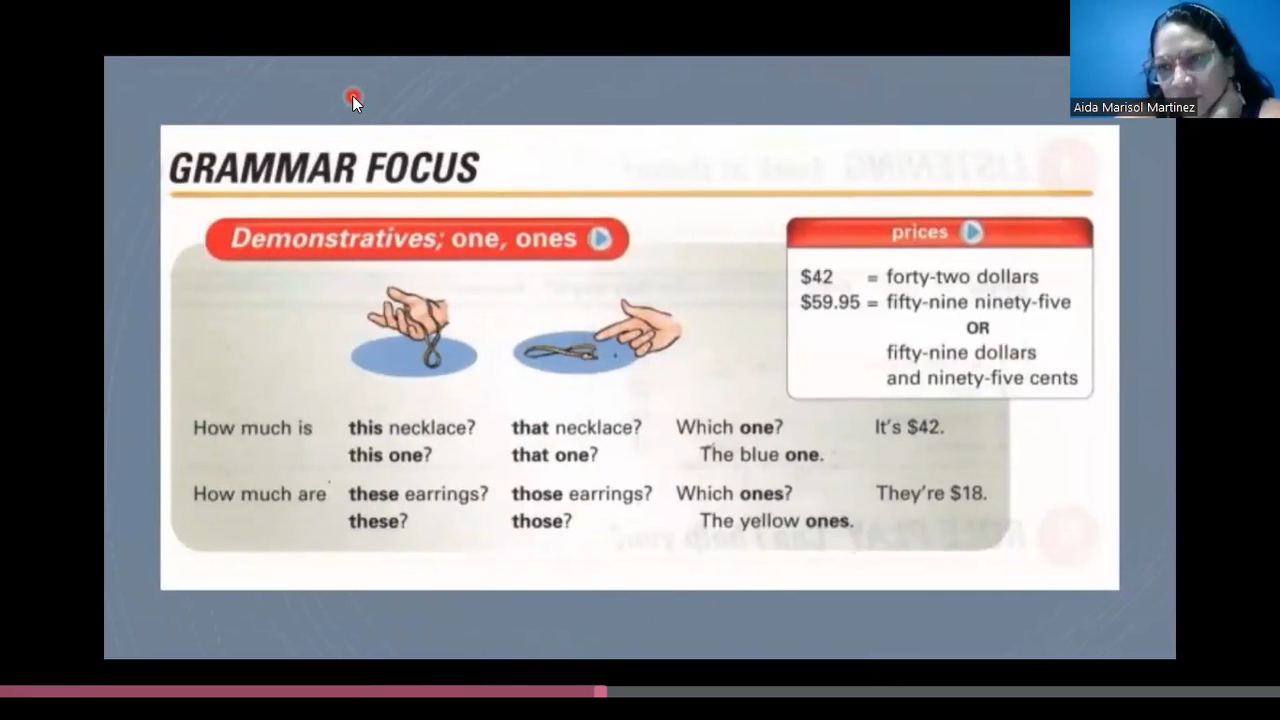 Aida Marisol Martinez
GRAMMAR FOCUS
Demonstratives; one, ones
prices
$42 = forty-two dollars
$59.95 = fifty-nine ninety-five
OR
fifty-nine dollars
and ninety-five cents
How much is this necklace? that necklace? Which one? It's $42.
this one? that one? The blue one.
How much are these earrings? those earrings? Which ones? They're $18.
these? those? The yellow ones.